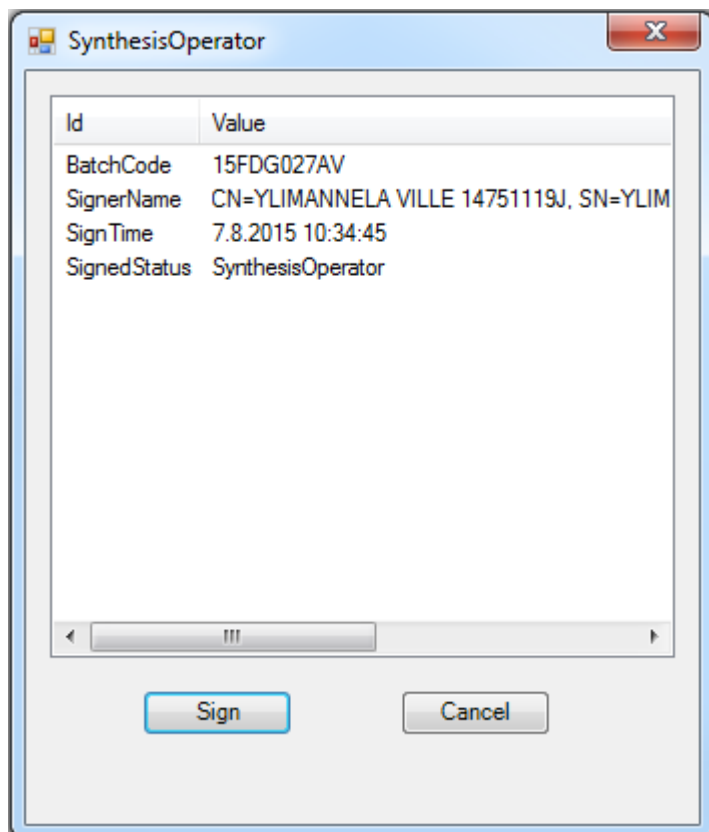 SynthesisOperator
Id Value
BatchCode 15FDG027AV
SignerName CN=YLIMANNELA VILLE 14751119J, SN=YLIM
SignTime 7.8.2015 10:34:45
SignedStatus SynthesisOperator
Sign Cancel